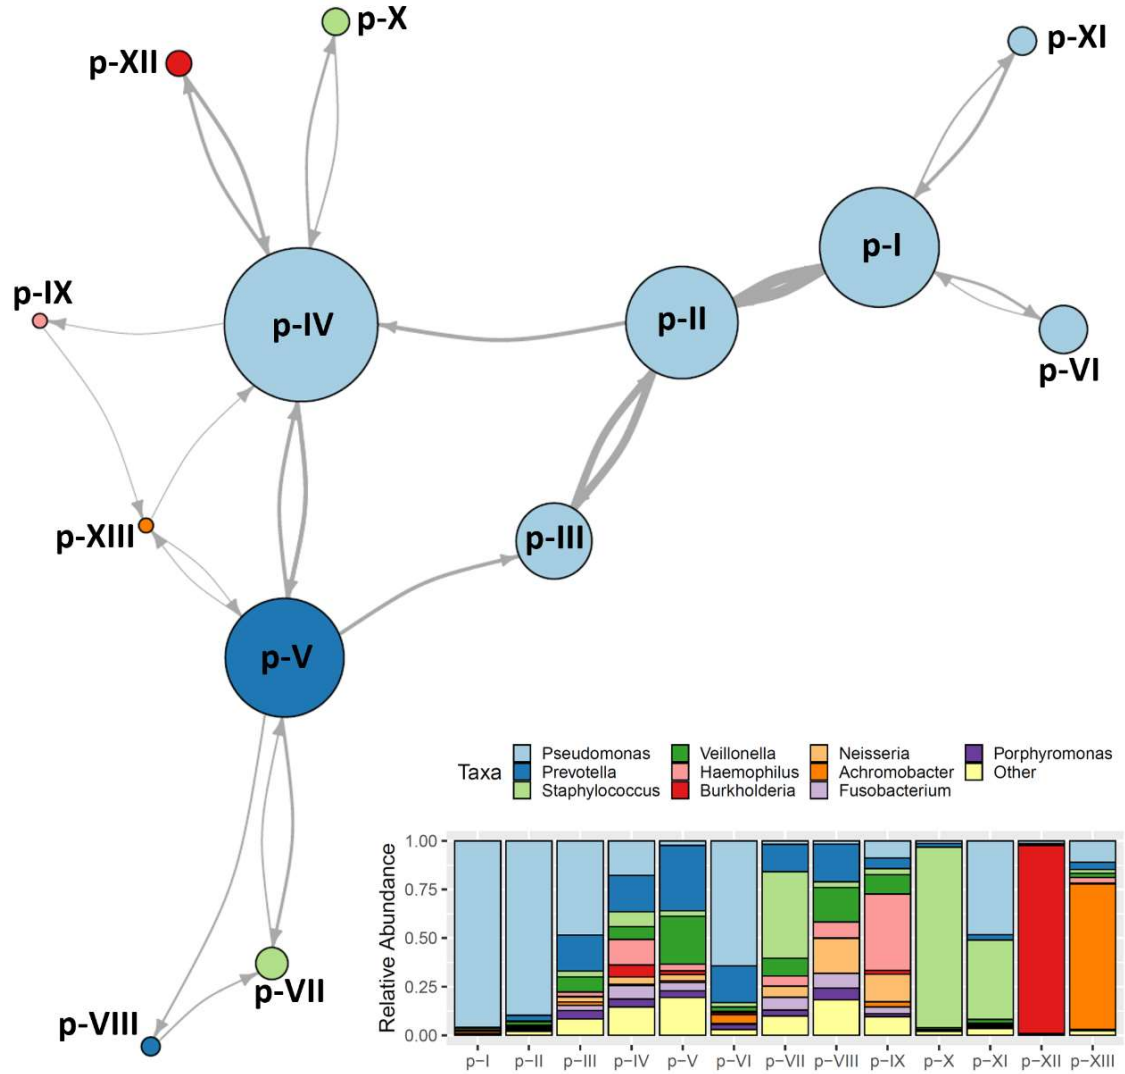 p-X
p-XII
p-XI
p-I
p-IX
p-II
p-IV
p-VI
p-XIII
p-III
p-V
p-VII
p-VIII
Taxa
Pseudomonas
Prevotella
Staphylococcus
Veillonella
Haemophilus
Burkholderia
Neisseria
Achromobacter
Fusobacterium
Porphyromonas
Other
Relative Abundance
1.00
0.75
0.50
0.25
0.00
p-I p-II p-III p-IV p-V p-VI p-VII p-VIII p-IX p-X p-XI p-XII p-XIII